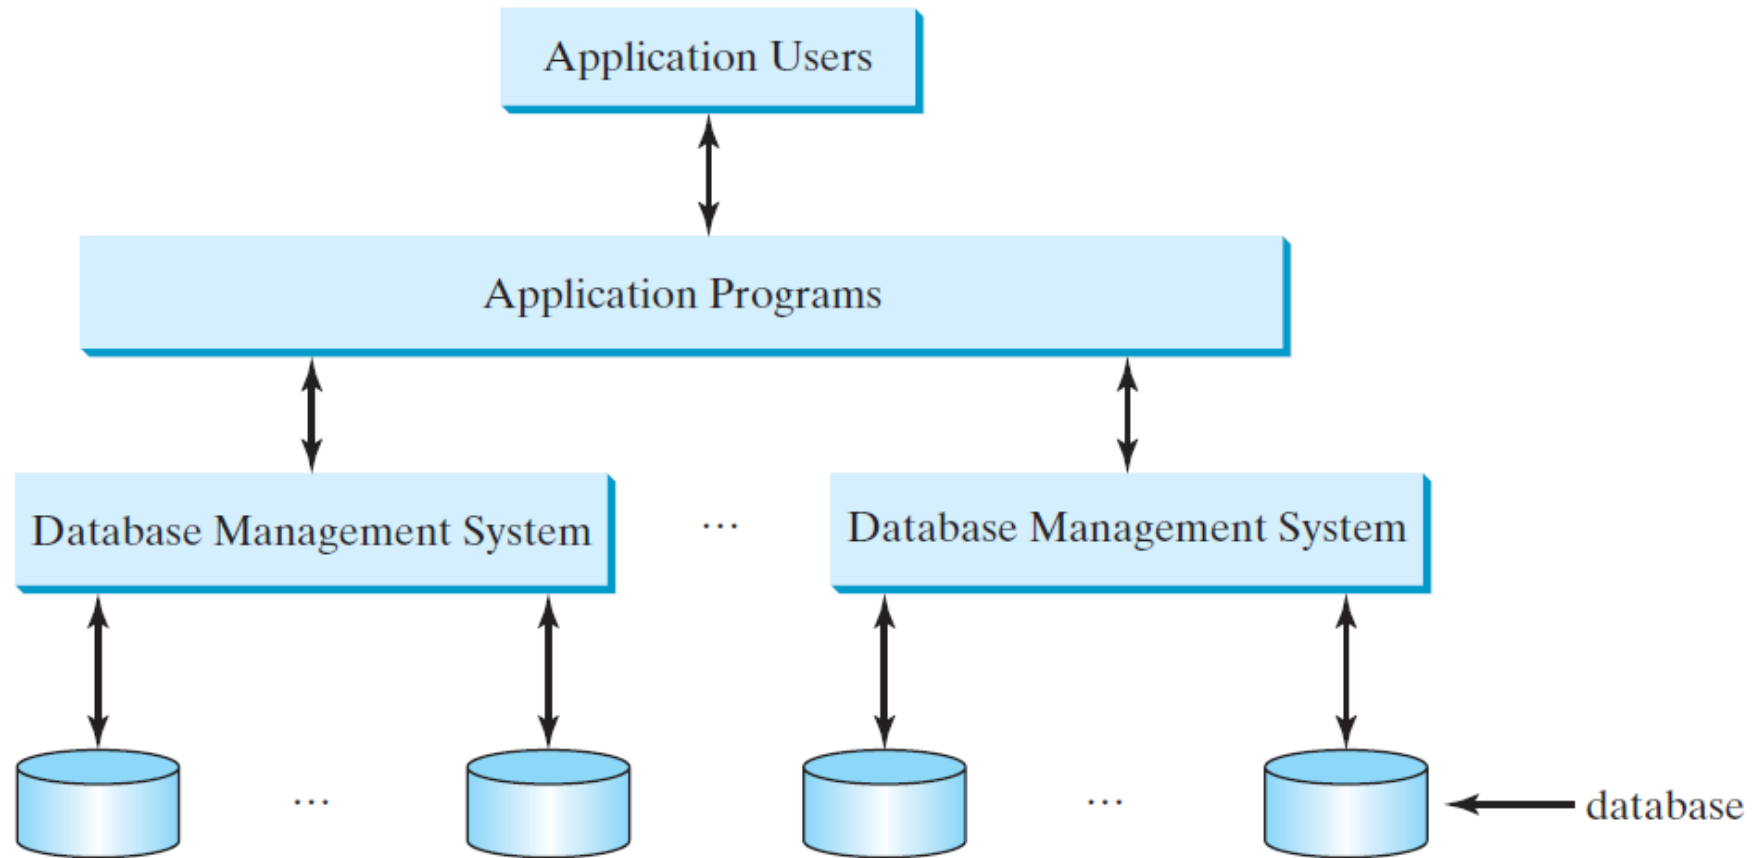 Application Users
Application Programs
Database Management System
...
Database Management System
...
...
database